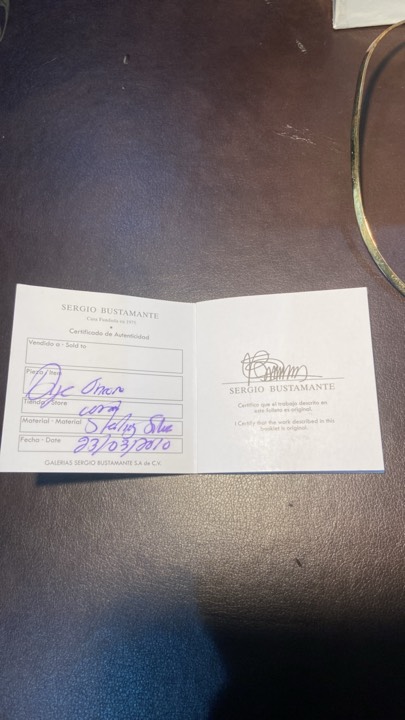 SERGIO BUSTAMANTE
Casa Fundada en 1975
Certificado de Autenticidad
Vendido a - Sold to
Pieza / Item
Tienda / Store
Material - Material
Fecha - Date 23/03/2010
GALERIAS SERGIO BUSTAMANTE S.A de C.V.
SERGIO BUSTAMANTE
Certifico que el trabajo descrito en
este folleto es original.
I Certify that the work described in this
booklet is original.